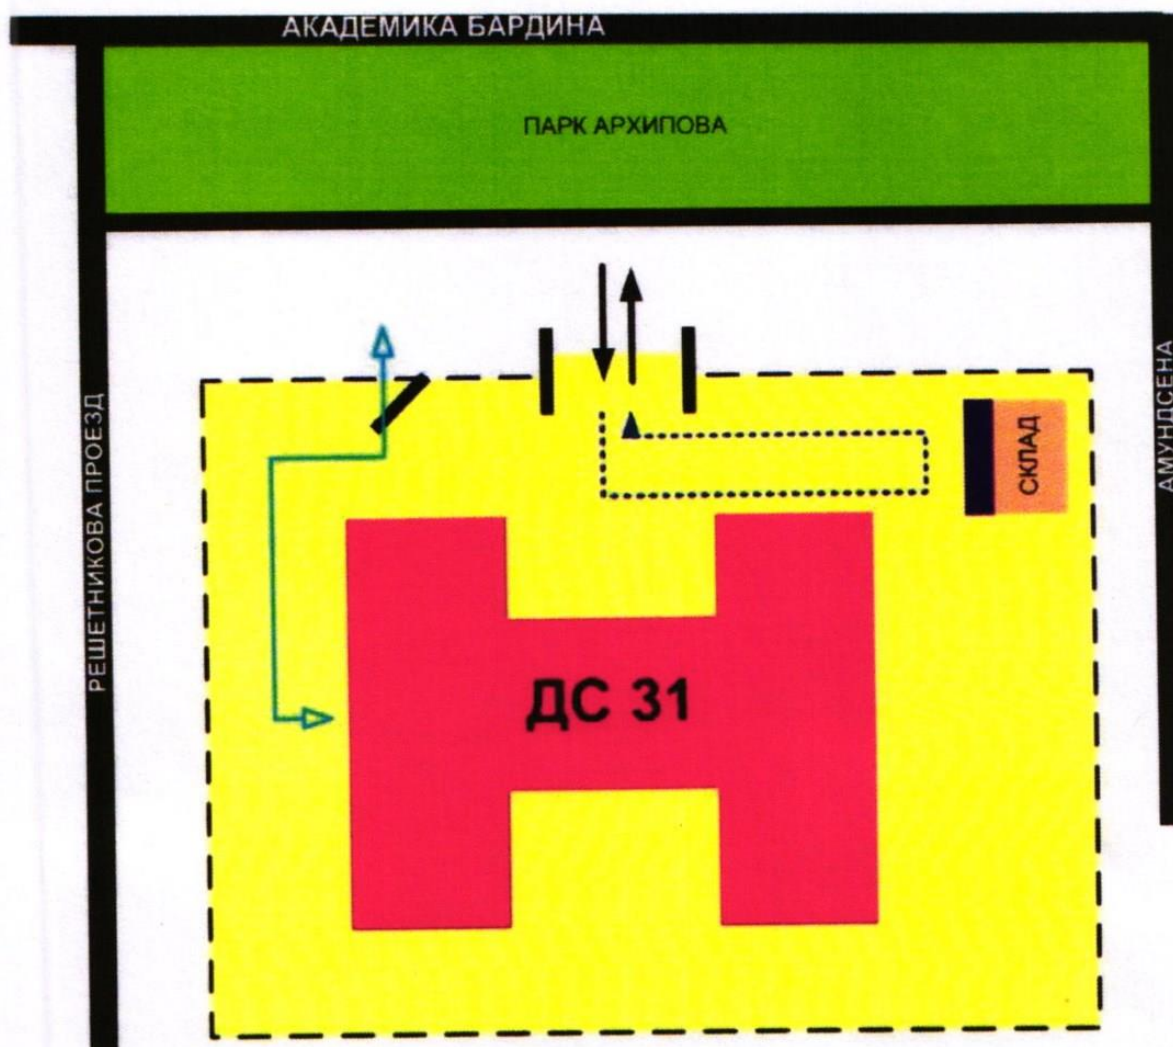 АКАДЕМИКА БАРДИНА
ПАРК АРХИПОВА
РЕШЕТНИКОВА ПРОЕЗД
АМУНДСЕНА
СКЛАД
ДС 31